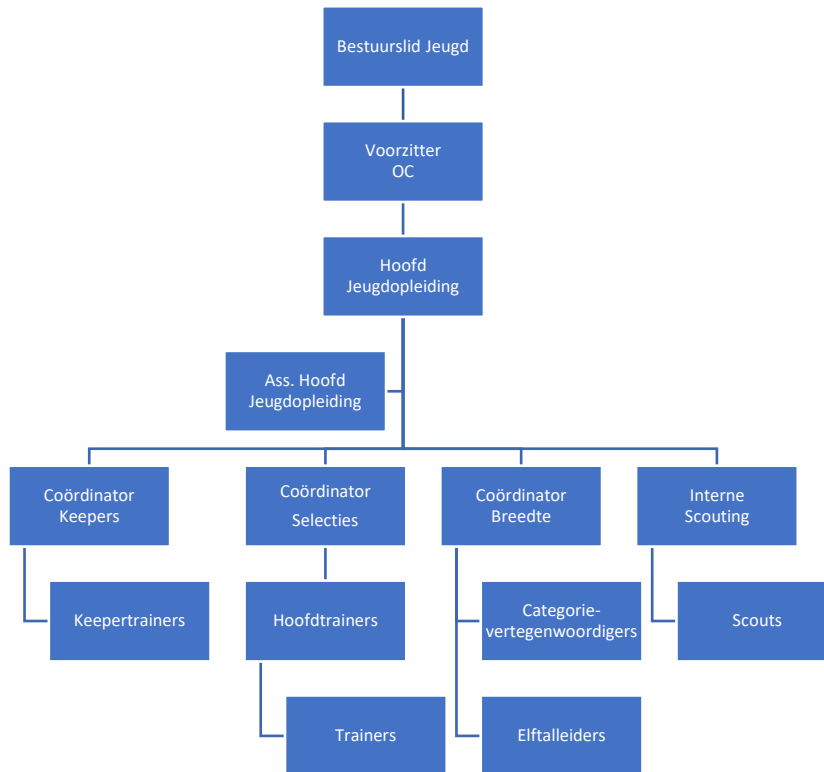 Bestuurslid Jeugd
Voorzitter
OC
Hoofd
Jeugdopleiding
Ass. Hoofd
Jeugdopleiding
Coördinator
Keepers
Coördinator
Selecties
Coördinator
Breedte
Interne
Scouting
Keepertrainers
Hoofdtrainers
Categorie-
vertegenwoordigers
Scouts
Trainers
Elftalleiders